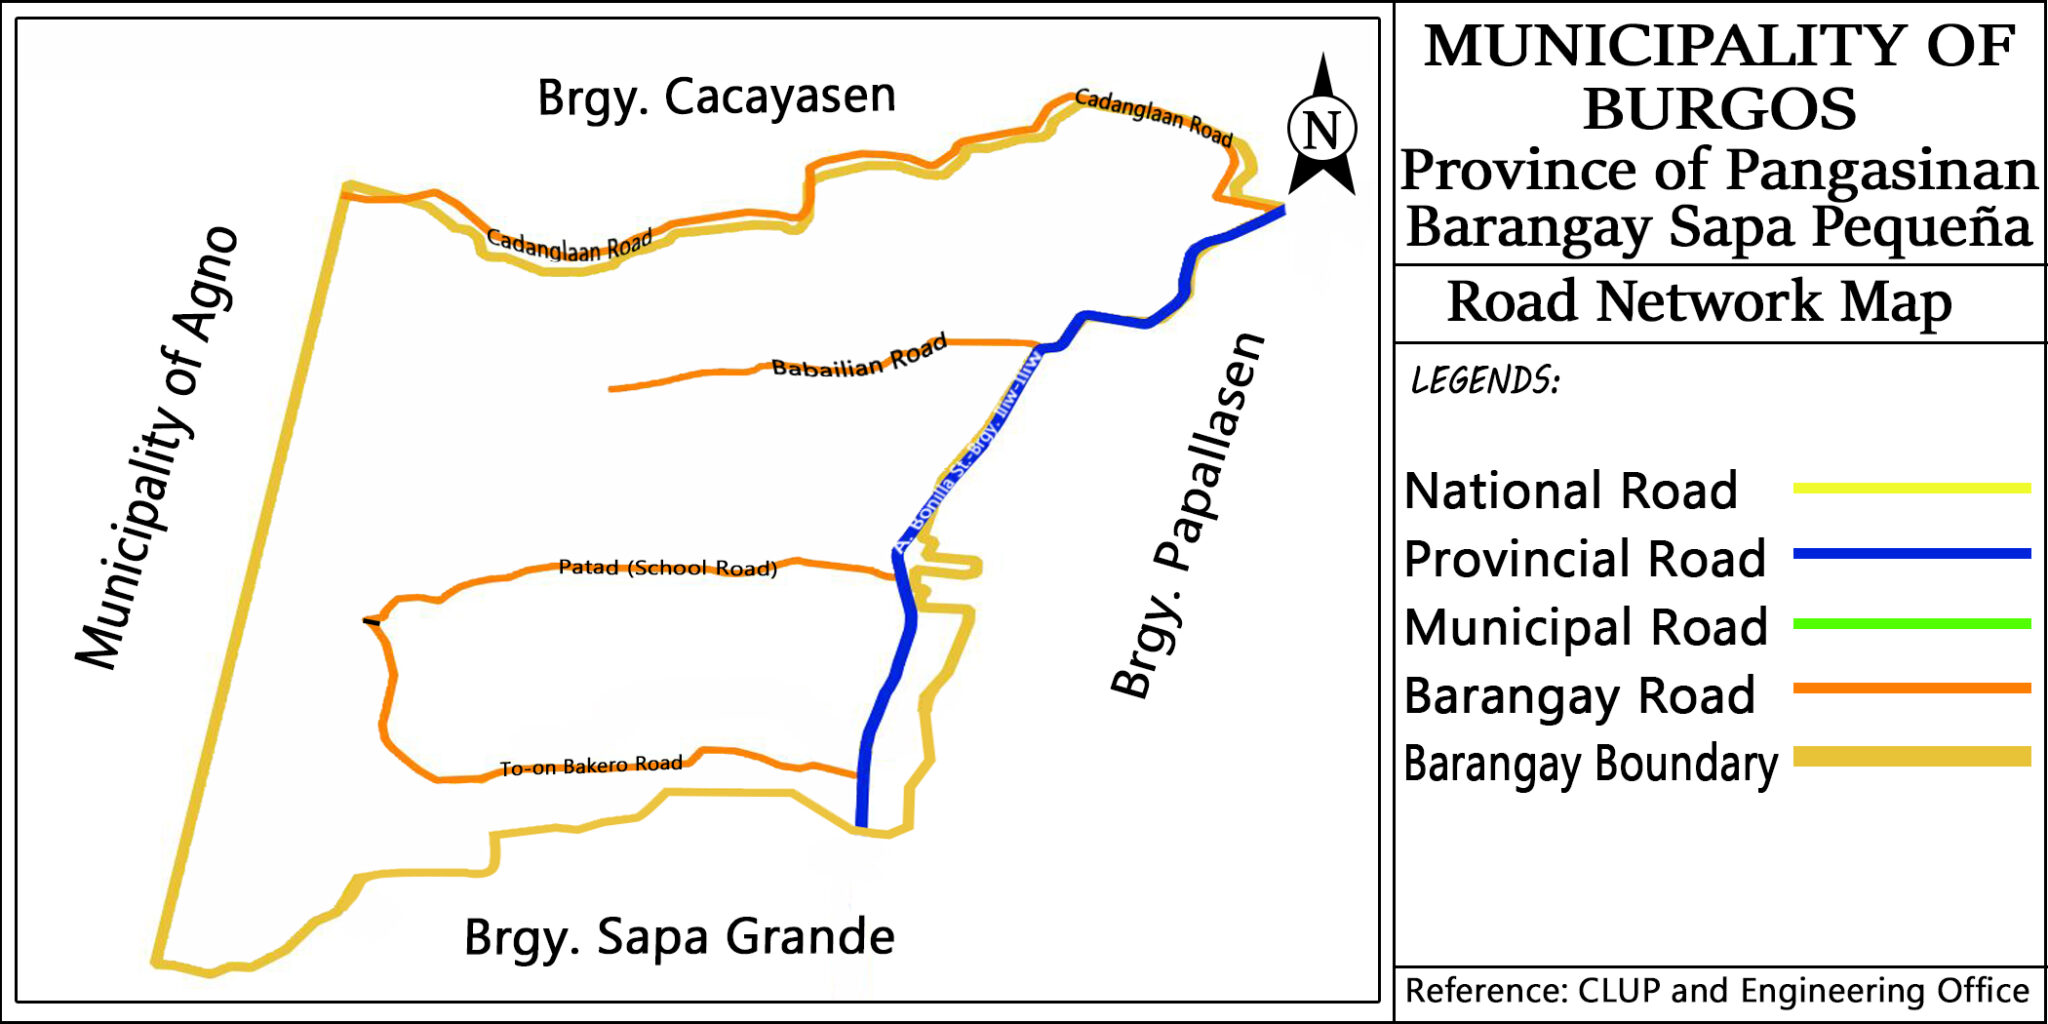 Brgy. Cacayasen
Cadanglaan Road
N
Municipality of Agno
Cadanglaan Road
Babailian Road
A. Bonilla St.-Brgy. Iliw-Iliw
Brgy. Papallasen
Patad (School Road)
To-on Bakero Road
Brgy. Sapa Grande
MUNICIPALITY OF
BURGOS
Province of Pangasinan
Barangay Sapa Pequeña
Road Network Map
LEGENDS:
National Road
Provincial Road
Municipal Road
Barangay Road
Barangay Boundary
Reference: CLUP and Engineering Office